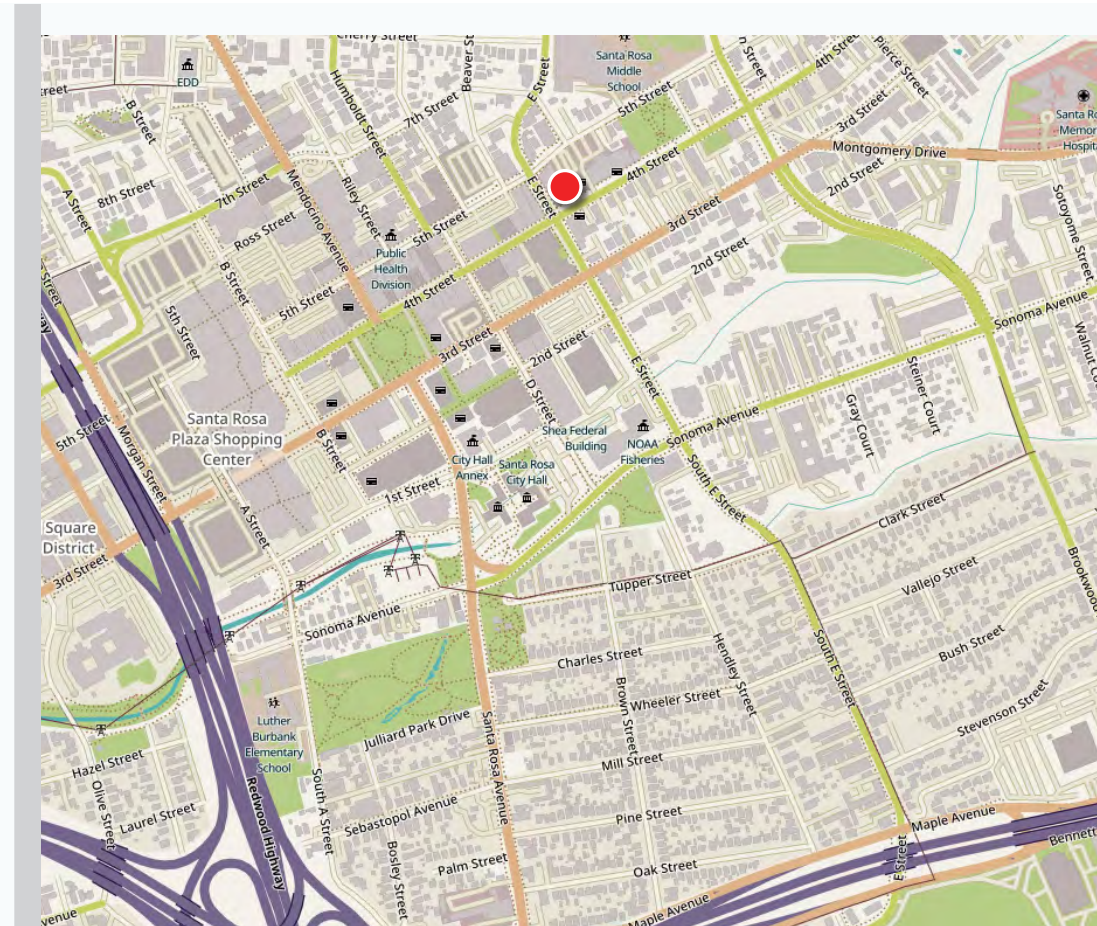 Cherry Street
EDD
Santa Rosa
Middle
School
4th Street
Pierce Street
Beaver St
E Street
5th Street
Humboldt Street
7th Street
3rd Street
B Street
Santa Ro
Memor
Hospita
Montgomery Drive
4th Street
2nd Street
8th Street
7th Street
A Street
Mendocino Avenue
Riley Street
E Street
Sotoyome Street
Ross Street
5th Street
3rd Street
Public
Health
Division
2nd Street
B Street
4th Street
5th Street
Sonoma Avenue
5th Street
3rd Street
2nd Street
E Street
Walnut Co
Steiner Court
D Street
Gray Court
Santa Rosa
Plaza Shopping
Center
5th Street
Morgan Street
B Street
Shea Federal
Building
NOAA
Fisheries
Sonoma Avenue
City Hall
Annex
Santa Rosa
City Hall
1st Street
South E Street
A Street
Square
District
Clark Street
3rd Street
Tupper Street
Vallejo Street
Brookwood
Sonoma Avenue
Charles Street
Hendley Street
South E Street
Bush Street
Brown Street
Wheeler Street
Stevenson Street
Luther
Burbank
Elementary
School
Julliard Park Drive
Santa Rosa Avenue
Mill Street
Hazel Street
Olive Street
Laurel Street
Redwood Highway
South A Street
Sebastopol Avenue
Pine Street
Maple Avenue
Bennett
Bosley Street
Palm Street
Oak Street
E Street
Maple Avenue
venue